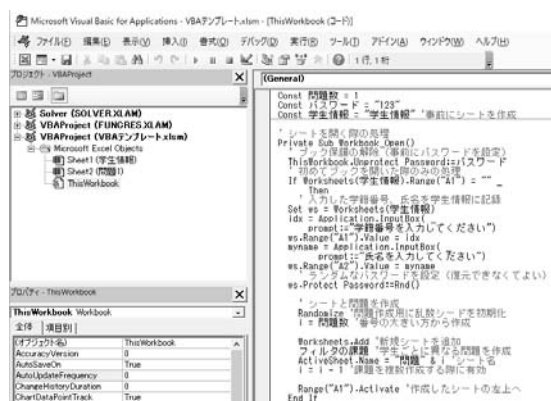 Microsoft Visual Basic for Applications - VBAテンプレート.xlsm - [ThisWorkbook (コード)]
ファイル(F) 編集(E) 表示(V) 挿入(I) 書式(O) デバッグ(D) 実行(R) ツール(T) アドイン(A) ウィンドウ(W) ヘルプ(H)
1行, 1桁
プロジェクト - VBAProject
Solver (SOLVER.XLAM)
VBAProject (FUNCRES.XLAM)
VBAProject (VBAテンプレート.xlsm)
Microsoft Excel Objects
Sheet1 (学生情報)
Sheet2 (問題1)
ThisWorkbook
プロパティ - ThisWorkbook
ThisWorkbook Workbook
全体 項目別
(オブジェクト名) ThisWorkbook
AccuracyVersion 0
AutoSaveOn True
AutoUpdateFrequency 0
ChangeHistoryDuration 0
ChartDataPointTrack True
(General)
Const 問題数 = 1
Const パスワード = "123"
Const 学生情報 = "学生情報" '事前にシートを作成
' シートを開く際の処理
Private Sub Workbook_Open()
' ブック保護の解除（事前にパスワードを設定）
ThisWorkbook.Unprotect Password:=パスワード
' 初めてブックを開いた際のみの処理
If Worksheets(学生情報).Range("A1") = "" _
Then
' 入力した学籍番号、氏名を学生情報に記録
Set ws = Worksheets(学生情報)
idx = Application.InputBox(
prompt:="学籍番号を入力してください")
ws.Range("A1").Value = idx
myname = Application.InputBox(
prompt:="氏名を入力してください")
ws.Range("A2").Value = myname
' ランダムなパスワードを設定（復元できなくてよい）
ws.Protect Password:=Rnd()
' シートと問題を作成
Randomize '問題作成用に乱数シードを初期化
i = 問題数 '番号の大きい方から作成
Worksheets.Add '新規シートを追加
フィルタの課題 '学生ごとに異なる問題を作成
ActiveSheet.Name = "問題" & i 'シート名
i = i - 1 '課題を複数作成する際に有効
Range("A1").Activate '作成したシートの左上へ
End If